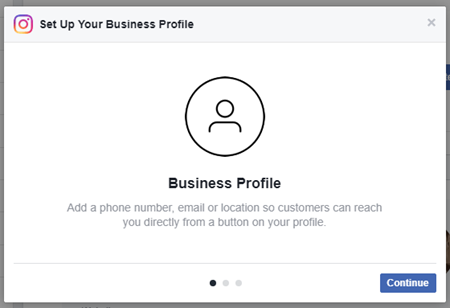 Set Up Your Business Profile
Business Profile
Add a phone number, email or location so customers can reach
you directly from a button on your profile.
Continue